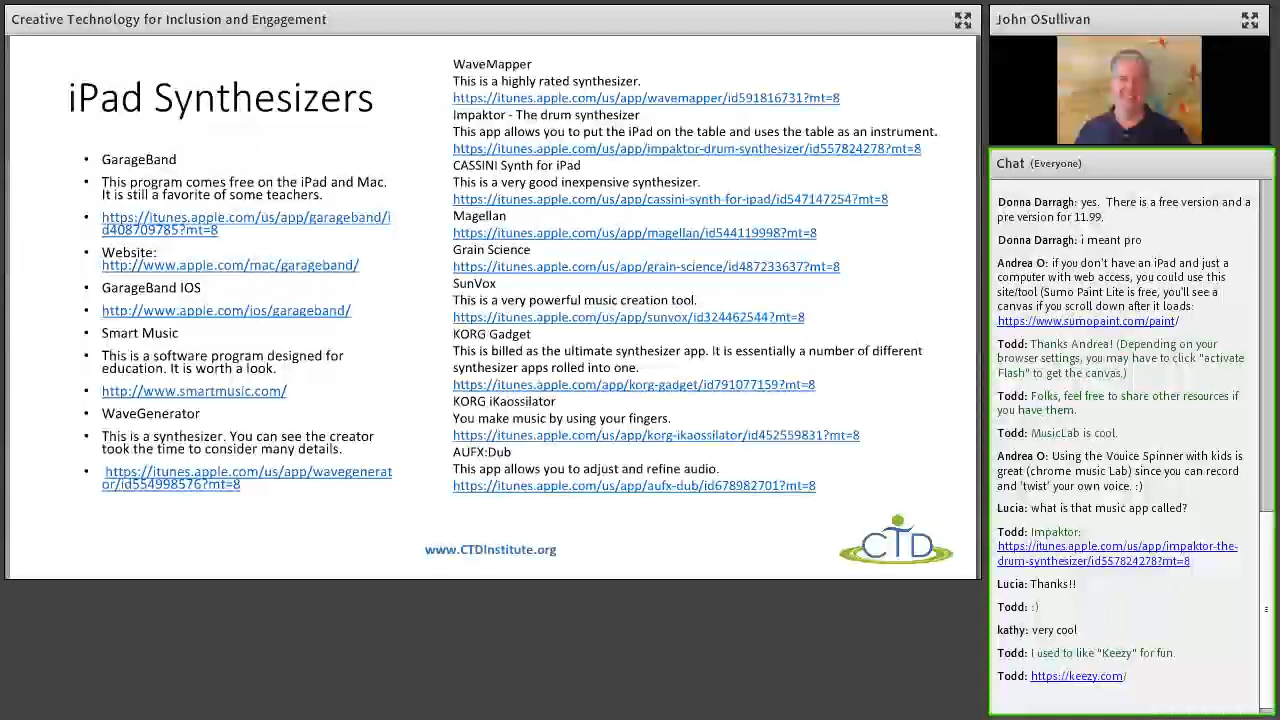 Creative Technology for Inclusion and Engagement
iPad Synthesizers
• GarageBand
• This program comes free on the iPad and Mac.
It is still a favorite of some teachers.
• https://itunes.apple.com/us/app/garageband/i
d408709785?mt=8
• Website:
http://www.apple.com/mac/garageband/
• GarageBand IOS
• http://www.apple.com/ios/garageband/
• Smart Music
• This is a software program designed for
education. It is worth a look.
• http://www.smartmusic.com/
• WaveGenerator
• This is a synthesizer. You can see the creator
took the time to consider many details.
• https://itunes.apple.com/us/app/wavegenerat
or/id554998576?mt=8
WaveMapper
This is a highly rated synthesizer.
https://itunes.apple.com/us/app/wavemapper/id591816731?mt=8
Impaktor - The drum synthesizer
This app allows you to put the iPad on the table and uses the table as an instrument.
https://itunes.apple.com/us/app/impaktor-drum-synthesizer/id557824278?mt=8
CASSINI Synth for iPad
This is a very good inexpensive synthesizer.
https://itunes.apple.com/us/app/cassini-synth-for-ipad/id547147254?mt=8
Magellan
https://itunes.apple.com/us/app/magellan/id544119998?mt=8
Grain Science
https://itunes.apple.com/us/app/grain-science/id487233637?mt=8
SunVox
This is a very powerful music creation tool.
https://itunes.apple.com/us/app/sunvox/id324462544?mt=8
KORG Gadget
This is billed as the ultimate synthesizer app. It is essentially a number of different
synthesizer apps rolled into one.
https://itunes.apple.com/app/korg-gadget/id791077159?mt=8
KORG iKaossilator
You make music by using your fingers.
https://itunes.apple.com/us/app/korg-ikaossilator/id452559831?mt=8
AUFX:Dub
This app allows you to adjust and refine audio.
https://itunes.apple.com/us/app/aufx-dub/id678982701?mt=8
www.CTDInstitute.org
CTD
John OSullivan
Chat (Everyone)
Donna Darragh: yes. There is a free version and a
pre version for 11.99.
Donna Darragh: i meant pro
Andrea O: if you don't have an iPad and just a
computer with web access, you could use this
site/tool (Sumo Paint Lite is free, you'll see a
canvas if you scroll down after it loads:
https://www.sumopaint.com/paint/
Todd: Thanks Andrea! (Depending on your
browser settings, you may have to click "activate
Flash" to get the canvas.)
Todd: Folks, feel free to share other resources if
you have them.
Todd: MusicLab is cool.
Andrea O: Using the Vouice Spinner with kids is
great (chrome music Lab) since you can record
and 'twist' your own voice. :)
Lucia: what is that music app called?
Todd: Impaktor:
https://itunes.apple.com/us/app/impaktor-the-
drum-synthesizer/id557824278?mt=8
Lucia: Thanks!!
Todd: :)
kathy: very cool
Todd: I used to like "Keezy" for fun.
Todd: https://keezy.com/